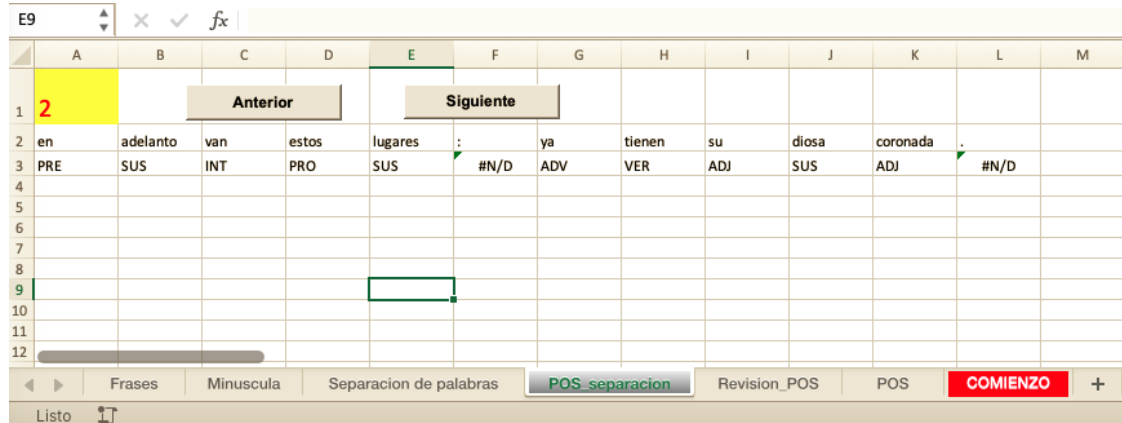 E9 fx
A B C D E F G H I J K L M
1 2 Anterior Siguiente
2 en adelanto van estos lugares : ya tienen su diosa coronada .
3 PRE SUS INT PRO SUS #N/D ADV VER ADJ SUS ADJ #N/D
4
5
6
7
8
9
10
11
12
Frases Minuscula Separacion de palabras POS_separacion Revision_POS POS COMIENZO +
Listo